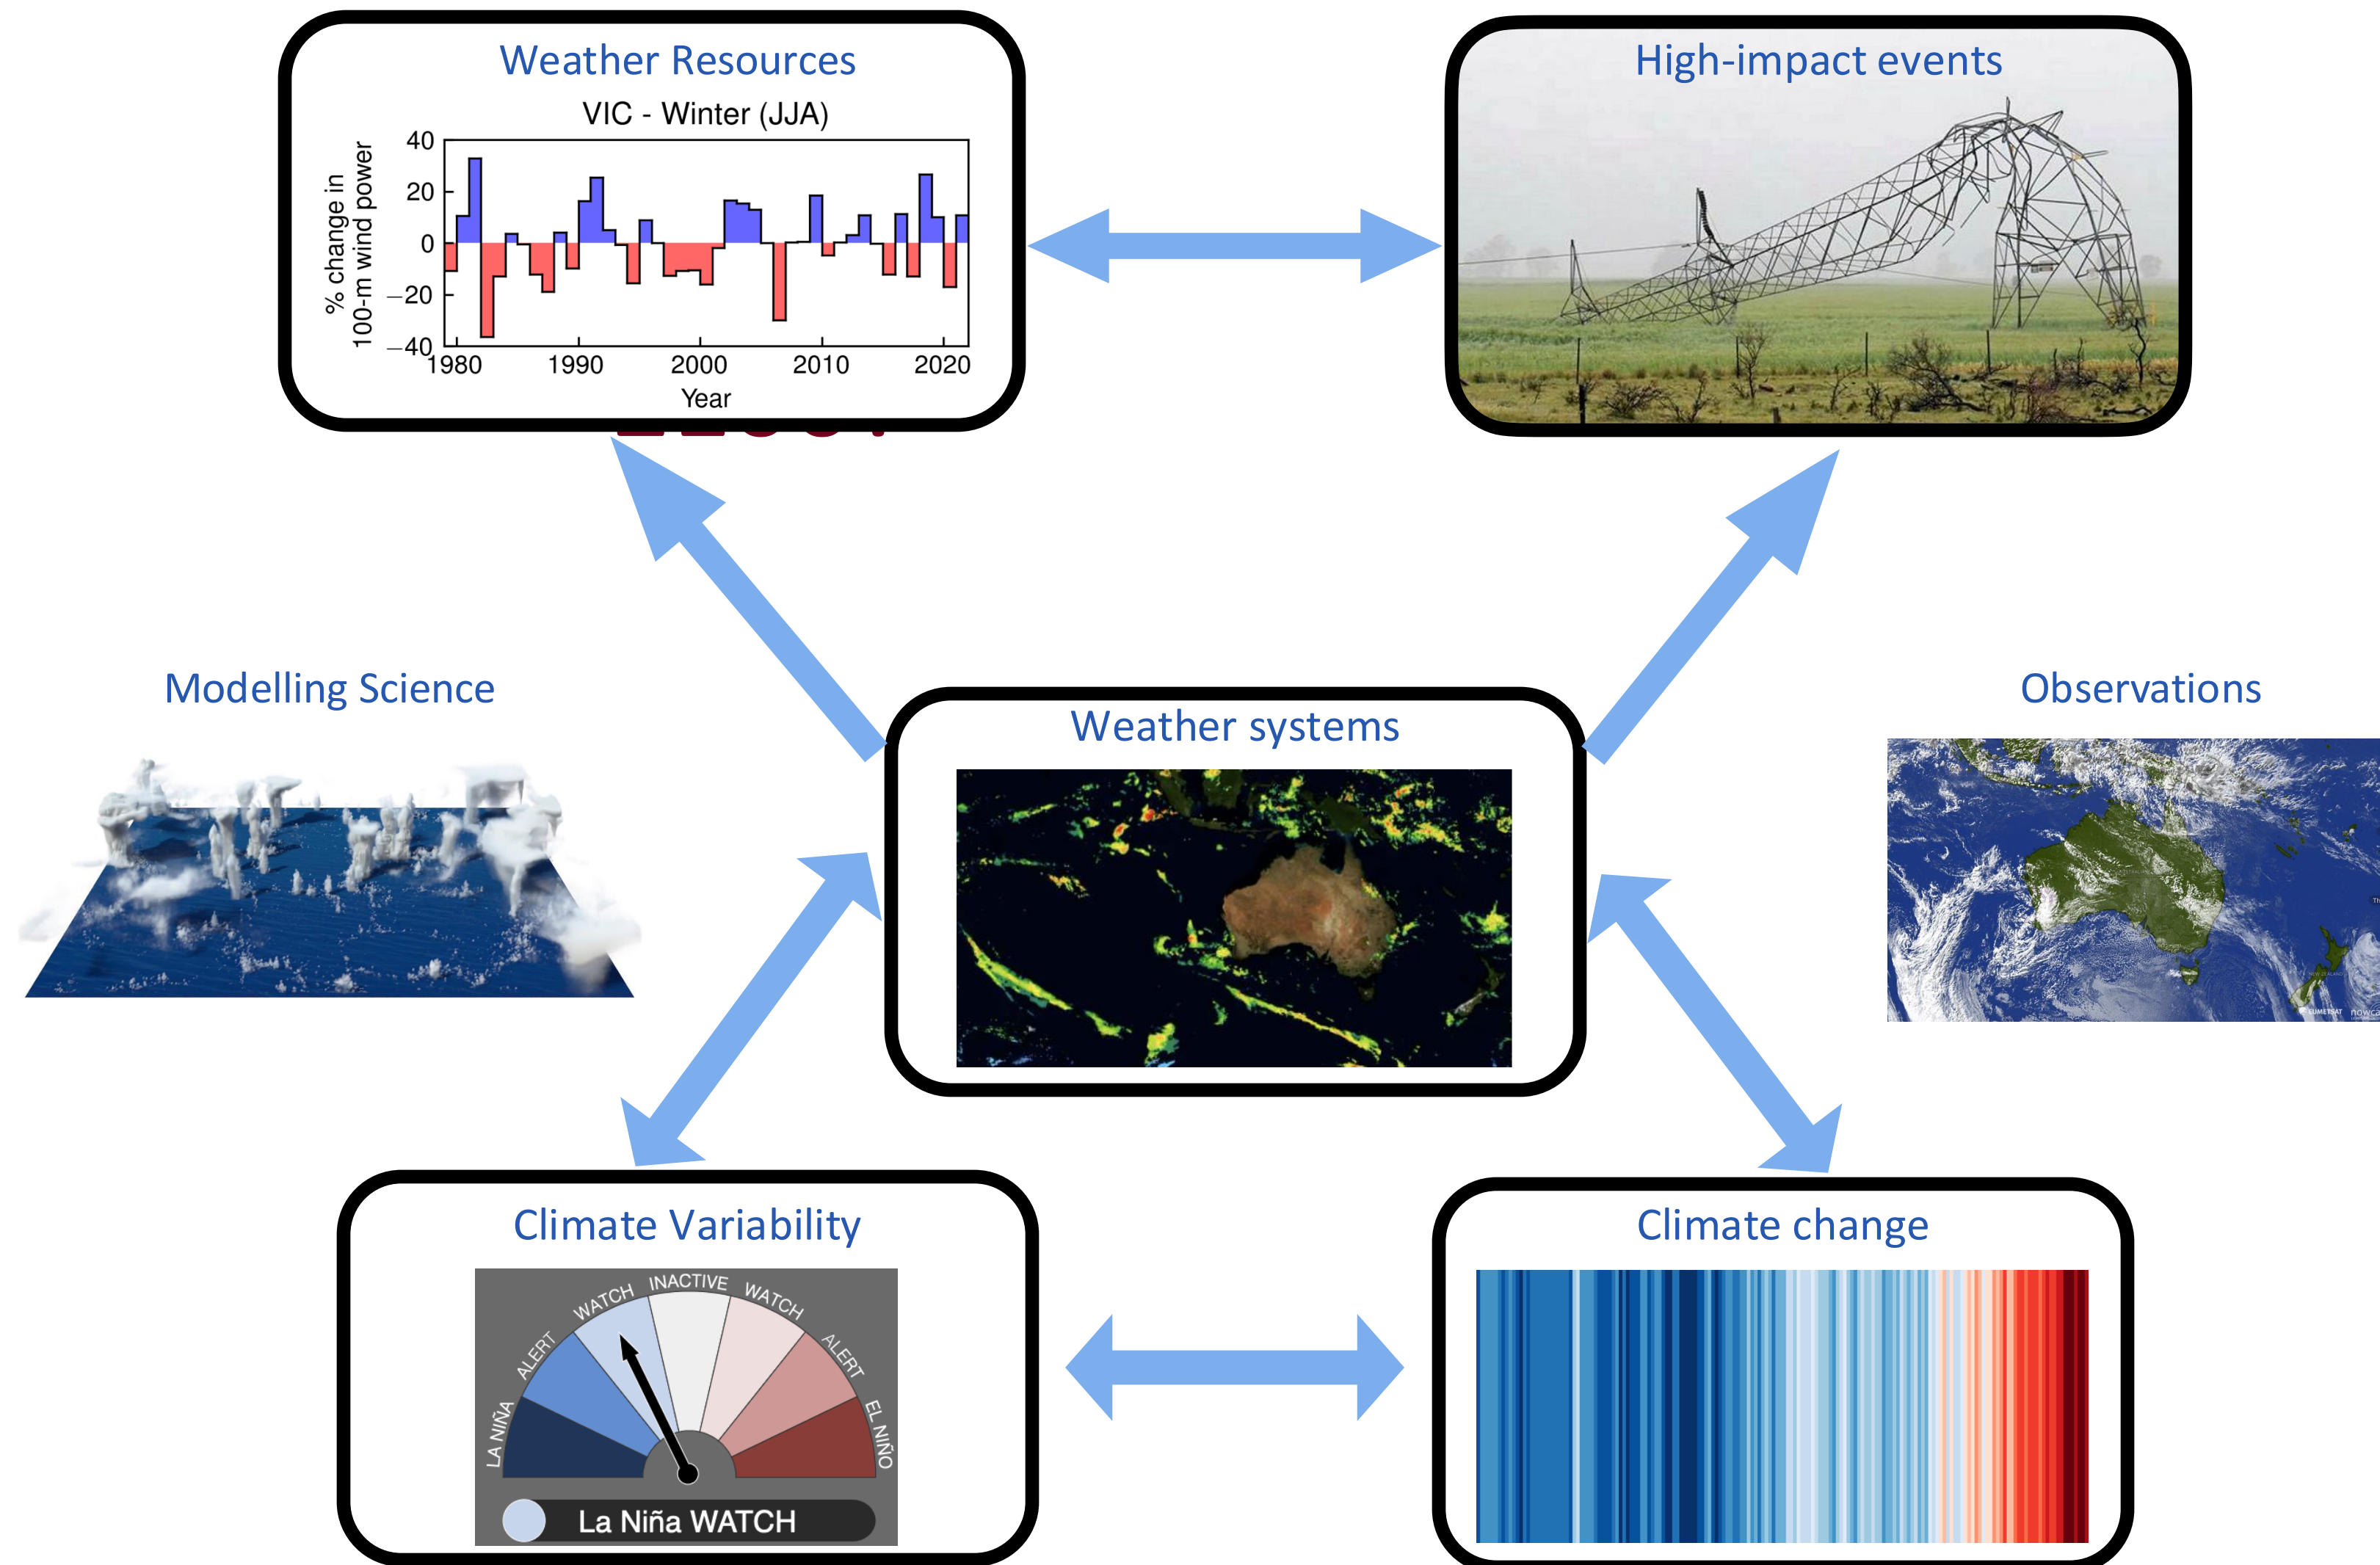 Weather Resources
VIC - Winter (JJA)
% change in
100-m wind power
40
20
0
−20
−40
1980 1990 2000 2010 2020
Year
High-impact events
Modelling Science
Weather systems
Observations
EUMETSAT
Climate Variability
LA NIÑA ALERT WATCH INACTIVE WATCH ALERT EL NIÑO
La Niña WATCH
Climate change